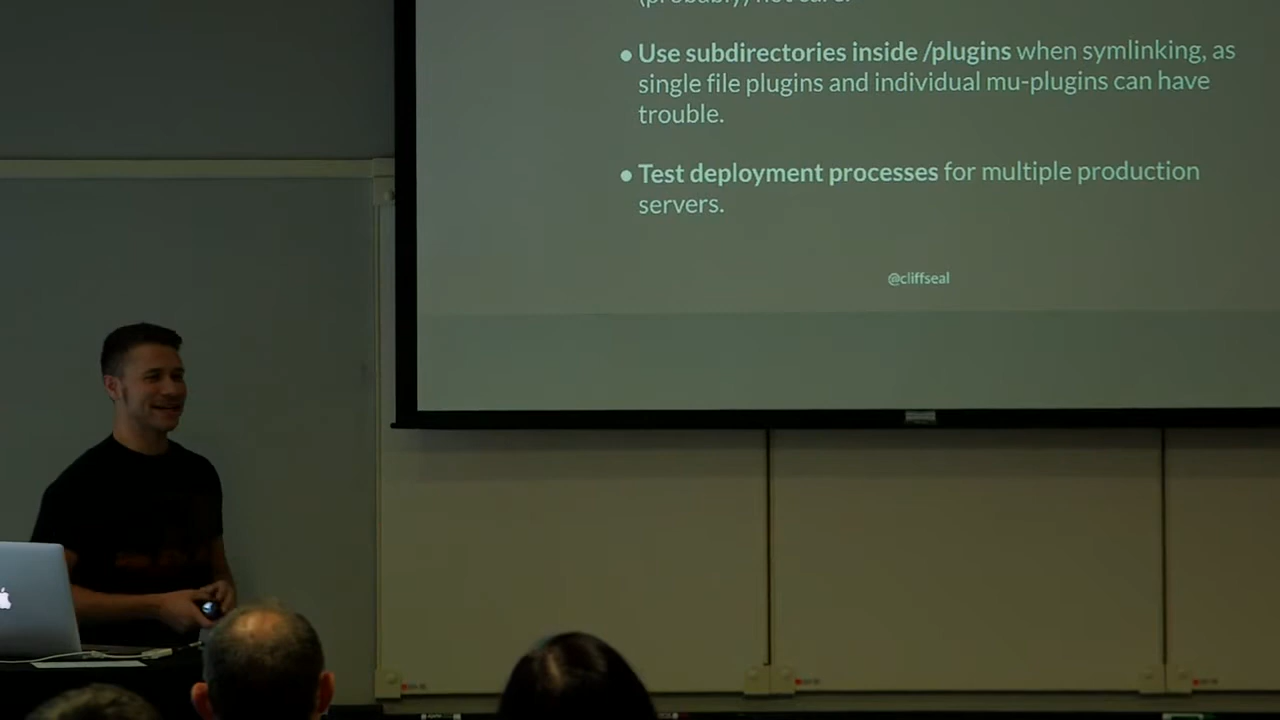 (probably) not care.
● Use subdirectories inside /plugins when symlinking, as
single file plugins and individual mu-plugins can have
trouble.
● Test deployment processes for multiple production
servers.
@cliffseal